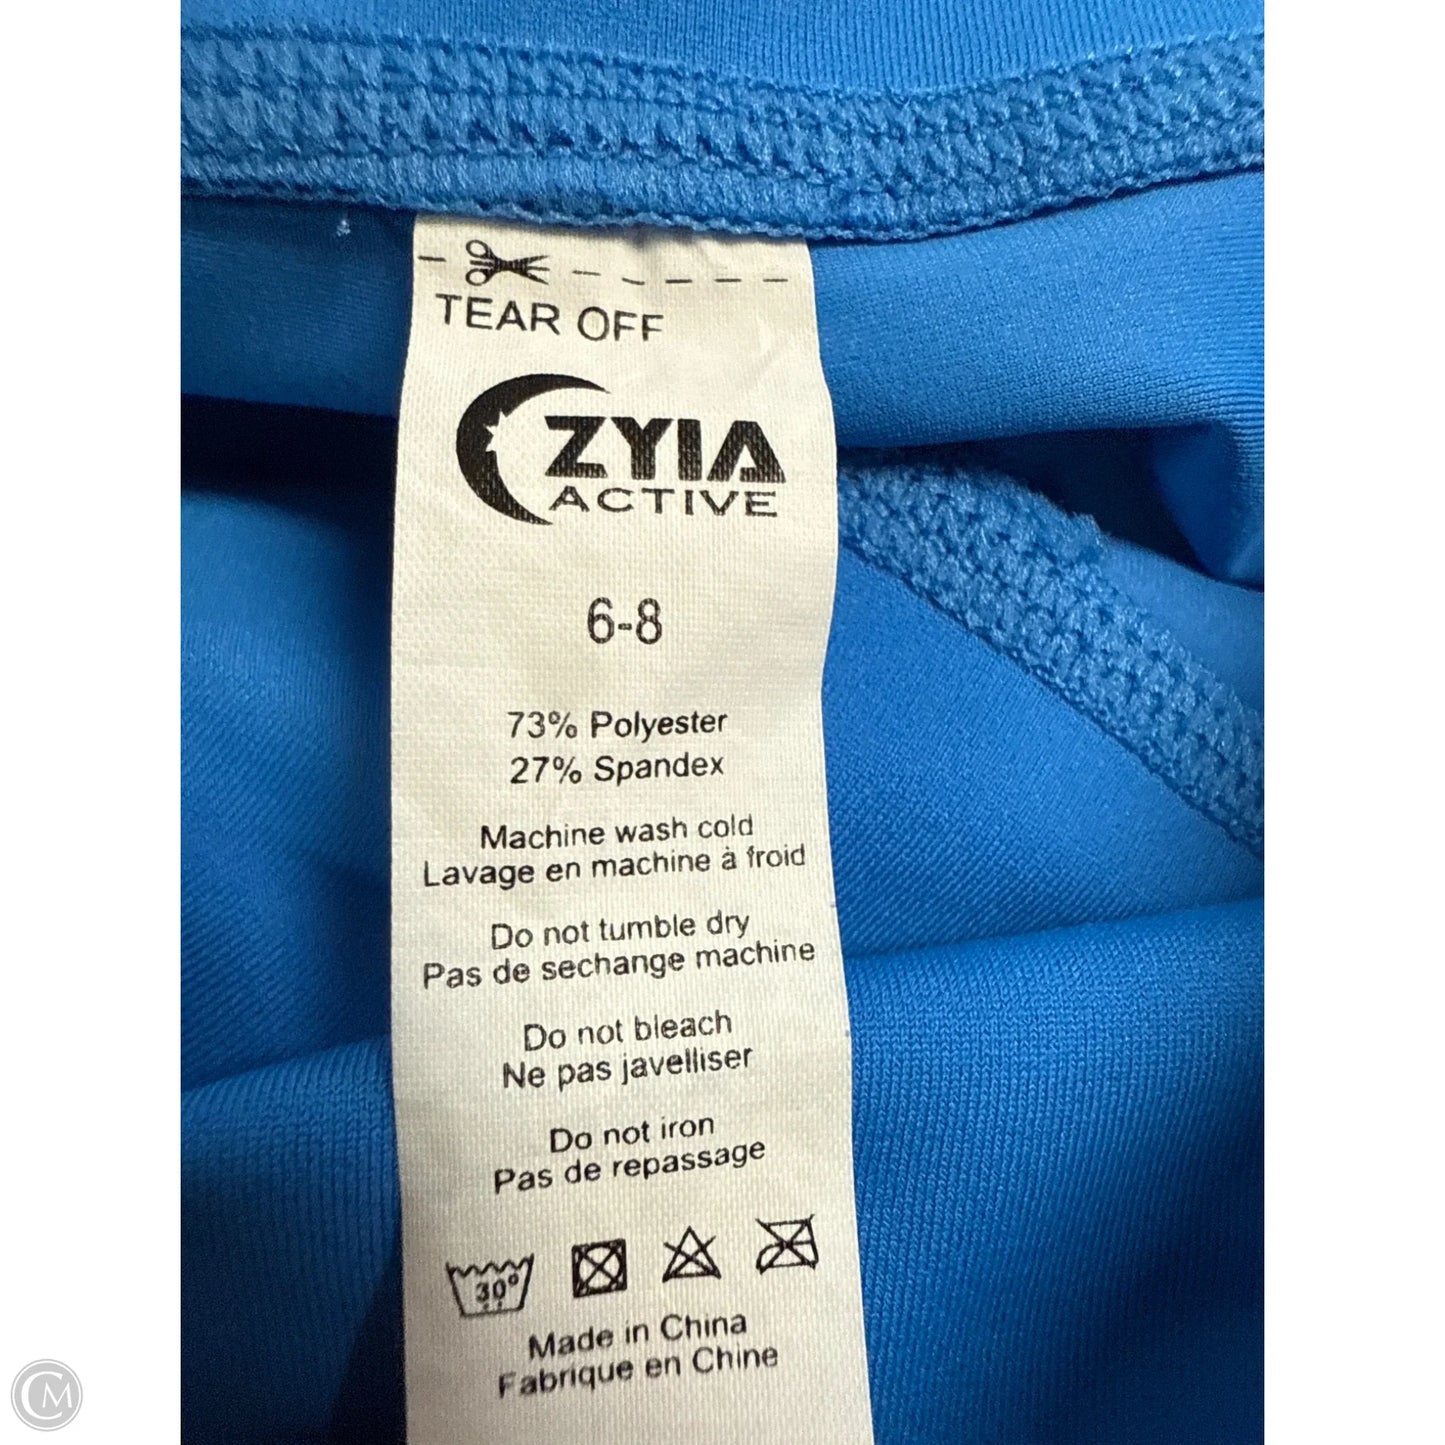 TEAR OFF
ZYIA
ACTIVE
6-8
73% Polyester
27% Spandex
Machine wash cold
Lavage en machine à froid
Do not tumble dry
Pas de sechange machine
Do not bleach
Ne pas javelliser
Do not iron
Pas de repassage
30°
Made in China
Fabrique en Chine
CM